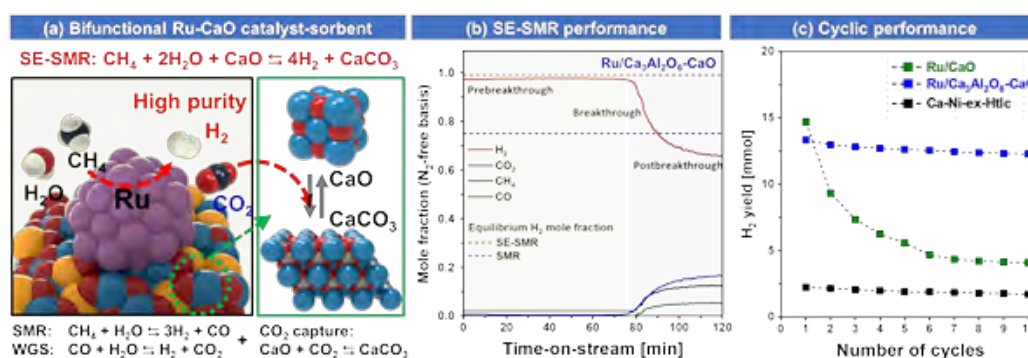 (a) Bifunctional Ru-CaO catalyst-sorbent
SE-SMR: CH₄ + 2H₂O + CaO ⇆ 4H₂ + CaCO₃
High purity
H₂
CH₄
H₂O
Ru
CO₂
CaO
CaCO₃
SMR: CH₄ + H₂O ⇆ 3H₂ + CO
WGS: CO + H₂O ⇆ H₂ + CO₂
+
CO₂ capture:
CaO + CO₂ ⇆ CaCO₃
(b) SE-SMR performance
Ru/Ca₃Al₂O₆-CaO
Prebreakthrough
Breakthrough
Postbreakthrough
H₂
CO₂
CH₄
CO
Equilibrium H₂ mole fraction
SE-SMR
SMR
Mole fraction (N₂-free basis)
1.0
0.8
0.6
0.4
0.2
0.0
0 20 40 60 80 100 120
Time-on-stream [min]
(c) Cyclic performance
Ru/CaO
Ru/Ca₃Al₂O₆-CaO
Ca-Ni-ex-Htlc
H₂ yield [mmol]
20
15
10
5
0
0 1 2 3 4 5 6 7 8 9
Number of cycles